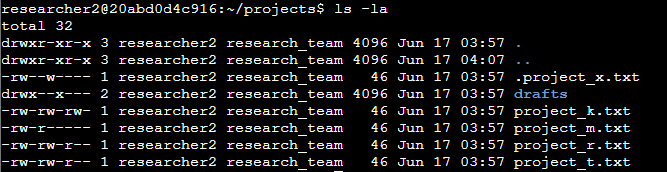 researcher2@20abd0d4c916:~/projects$ ls -la
total 32
drwxr-xr-x 3 researcher2 research_team 4096 Jun 17 03:57 .
drwxr-xr-x 3 researcher2 research_team 4096 Jun 17 04:07 ..
-rw--w---- 1 researcher2 research_team   46 Jun 17 03:57 .project_x.txt
drwx--x--- 2 researcher2 research_team 4096 Jun 17 03:57 drafts
-rw-rw-rw- 1 researcher2 research_team   46 Jun 17 03:57 project_k.txt
-rw-r----- 1 researcher2 research_team   46 Jun 17 03:57 project_m.txt
-rw-rw-r-- 1 researcher2 research_team   46 Jun 17 03:57 project_r.txt
-rw-rw-r-- 1 researcher2 research_team   46 Jun 17 03:57 project_t.txt